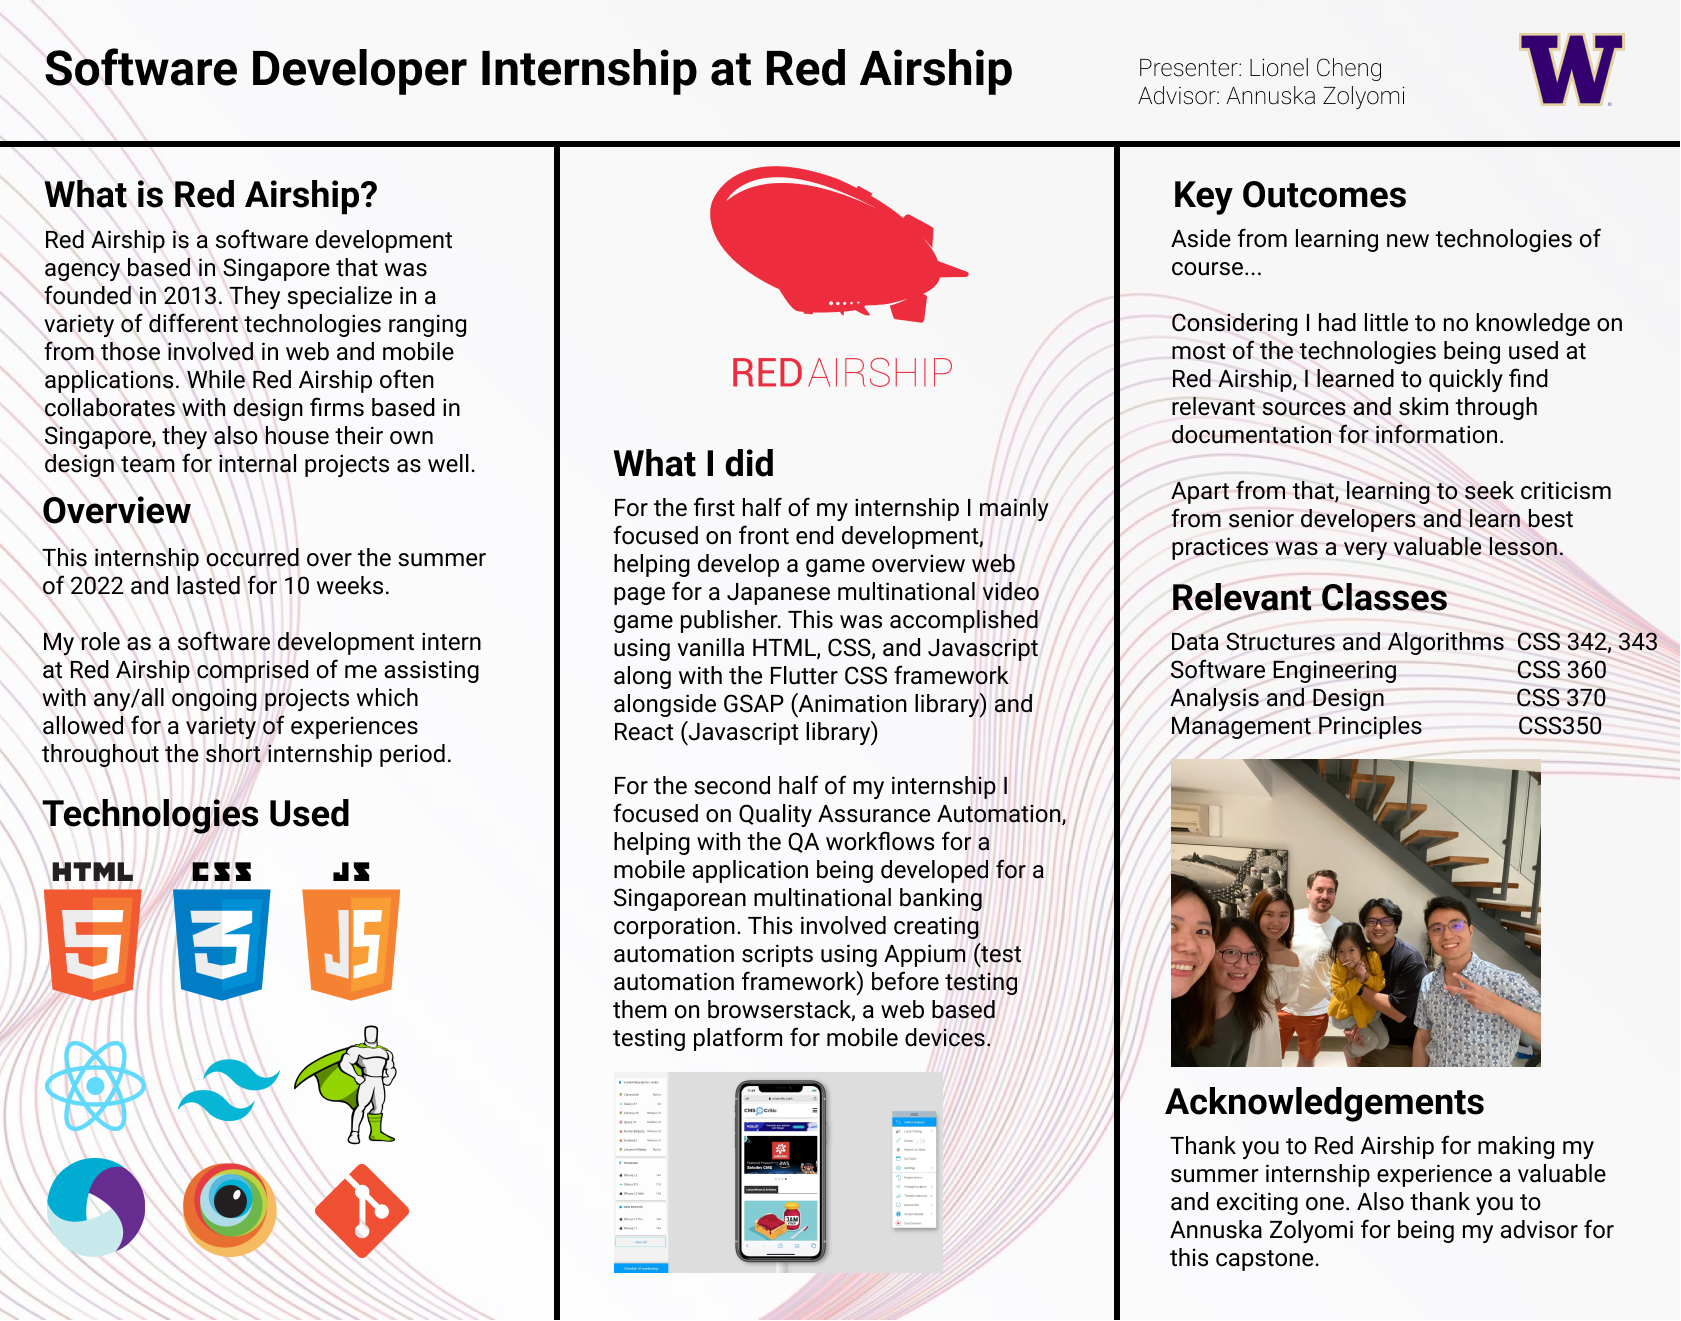 Software Developer Internship at Red Airship
Presenter: Lionel Cheng
Advisor: Annuska Zolyomi
W
What is Red Airship?
Red Airship is a software development
agency based in Singapore that was
founded in 2013. They specialize in a
variety of different technologies ranging
from those involved in web and mobile
applications. While Red Airship often
collaborates with design firms based in
Singapore, they also house their own
design team for internal projects as well.
Overview
This internship occurred over the summer
of 2022 and lasted for 10 weeks.
My role as a software development intern
at Red Airship comprised of me assisting
with any/all ongoing projects which
allowed for a variety of experiences
throughout the short internship period.
Technologies Used
HTML CSS JS
5 3 JS
REDAIRSHIP
What I did
For the first half of my internship I mainly
focused on front end development,
helping develop a game overview web
page for a Japanese multinational video
game publisher. This was accomplished
using vanilla HTML, CSS, and Javascript
along with the Flutter CSS framework
alongside GSAP (Animation library) and
React (Javascript library)
For the second half of my internship I
focused on Quality Assurance Automation,
helping with the QA workflows for a
mobile application being developed for a
Singaporean multinational banking
corporation. This involved creating
automation scripts using Appium (test
automation framework) before testing
them on browserstack, a web based
testing platform for mobile devices.
CMS Critic
JAM
Key Outcomes
Aside from learning new technologies of
course...
Considering I had little to no knowledge on
most of the technologies being used at
Red Airship, I learned to quickly find
relevant sources and skim through
documentation for information.
Apart from that, learning to seek criticism
from senior developers and learn best
practices was a very valuable lesson.
Relevant Classes
Data Structures and Algorithms CSS 342, 343
Software Engineering CSS 360
Analysis and Design CSS 370
Management Principles CSS350
Acknowledgements
Thank you to Red Airship for making my
summer internship experience a valuable
and exciting one. Also thank you to
Annuska Zolyomi for being my advisor for
this capstone.